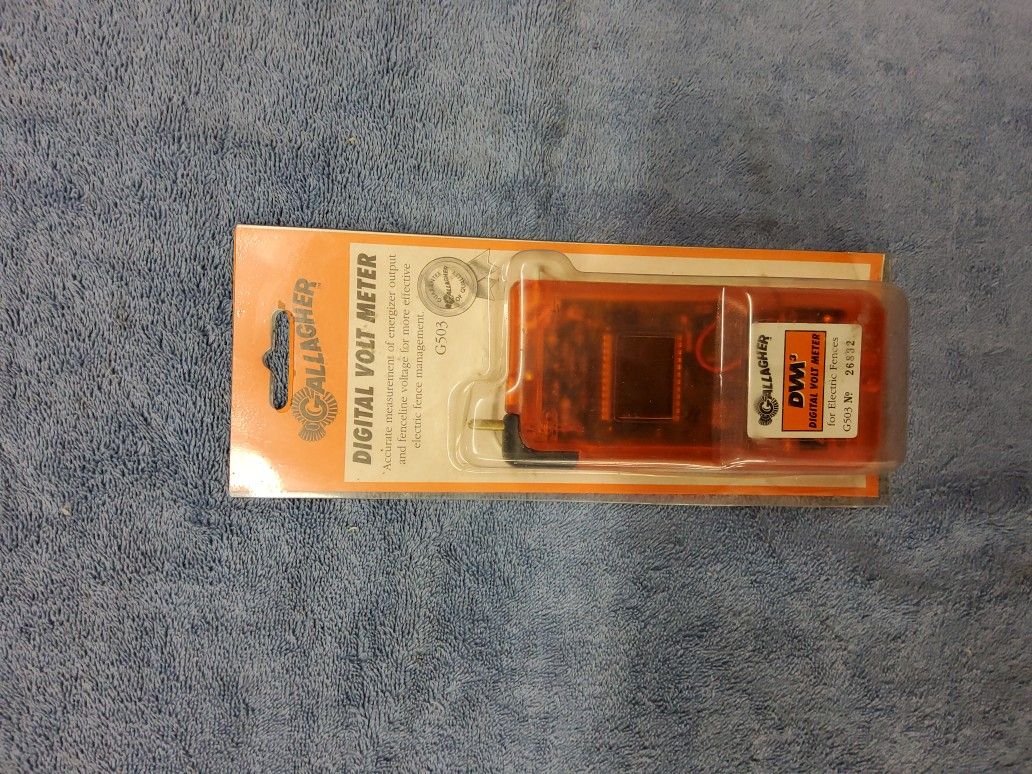 GALLAGHER
DIGITAL VOLT METER
Accurate measurement of energizer output
and fenceline voltage for more effective
electric fence management.
G503
GALLAGHER
GALLAGHER
DVM3
DIGITAL VOLT METER
for Electric Fences
G503 No 26832